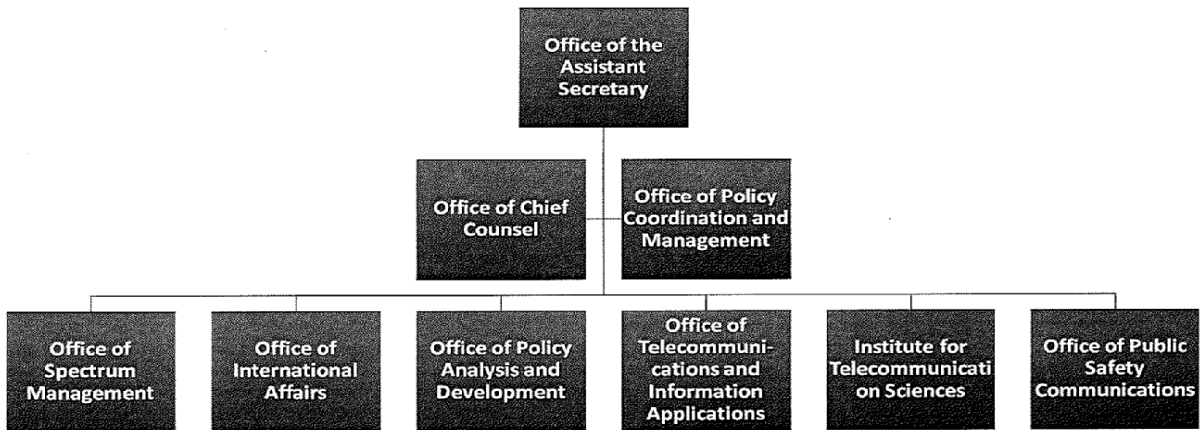 Office of the
Assistant
Secretary
Office of Chief
Counsel
Office of Policy
Coordination and
Management
Office of
Spectrum
Management
Office of
International
Affairs
Office of Policy
Analysis and
Development
Office of
Telecommuni-
cations and
Information
Applications
Institute for
Telecommunicati
on Sciences
Office of Public
Safety
Communications